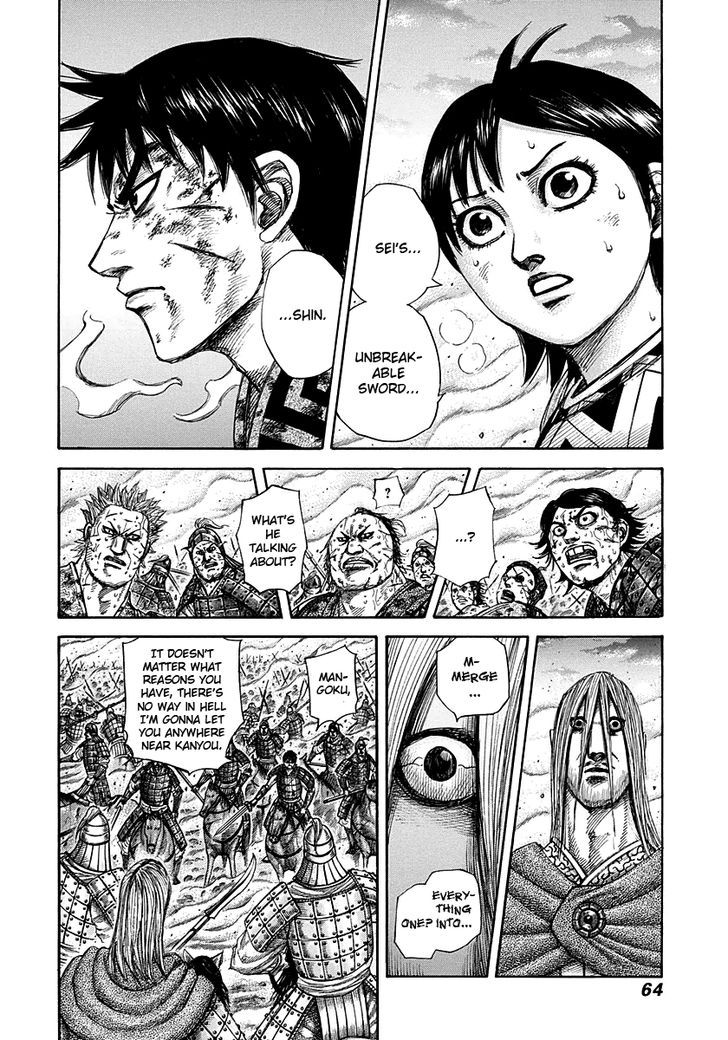 SEI'S...
UNBREAK-
ABLE
SWORD...
...SHIN.
...?
?
WHAT'S
HE
TALKING
ABOUT?
M-
MERGE
...
EVERY-
THING
ONE? INTO...
MAN-
GOKU,
IT DOESN'T
MATTER WHAT
REASONS YOU
HAVE, THERE'S
NO WAY IN HELL
I'M GONNA LET
YOU ANYWHERE
NEAR KANYOU.
64